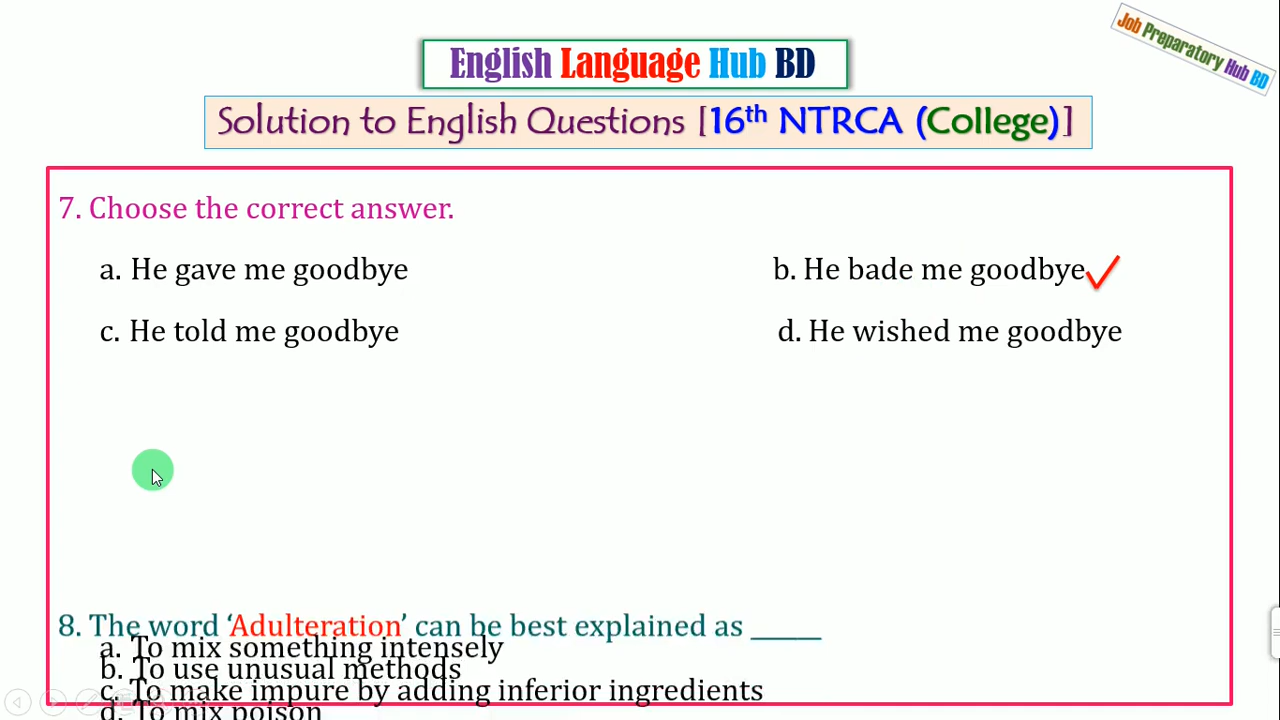 Job Preparatory Hub BD
English Language Hub BD
Solution to English Questions [16th NTRCA (College)]
7. Choose the correct answer.
a. He gave me goodbye
b. He bade me goodbye
c. He told me goodbye
d. He wished me goodbye
8. The word ‘Adulteration’ can be best explained as ______
a. To mix something intensely
b. To use unusual methods
c. To make impure by adding inferior ingredients
d. To mix poison